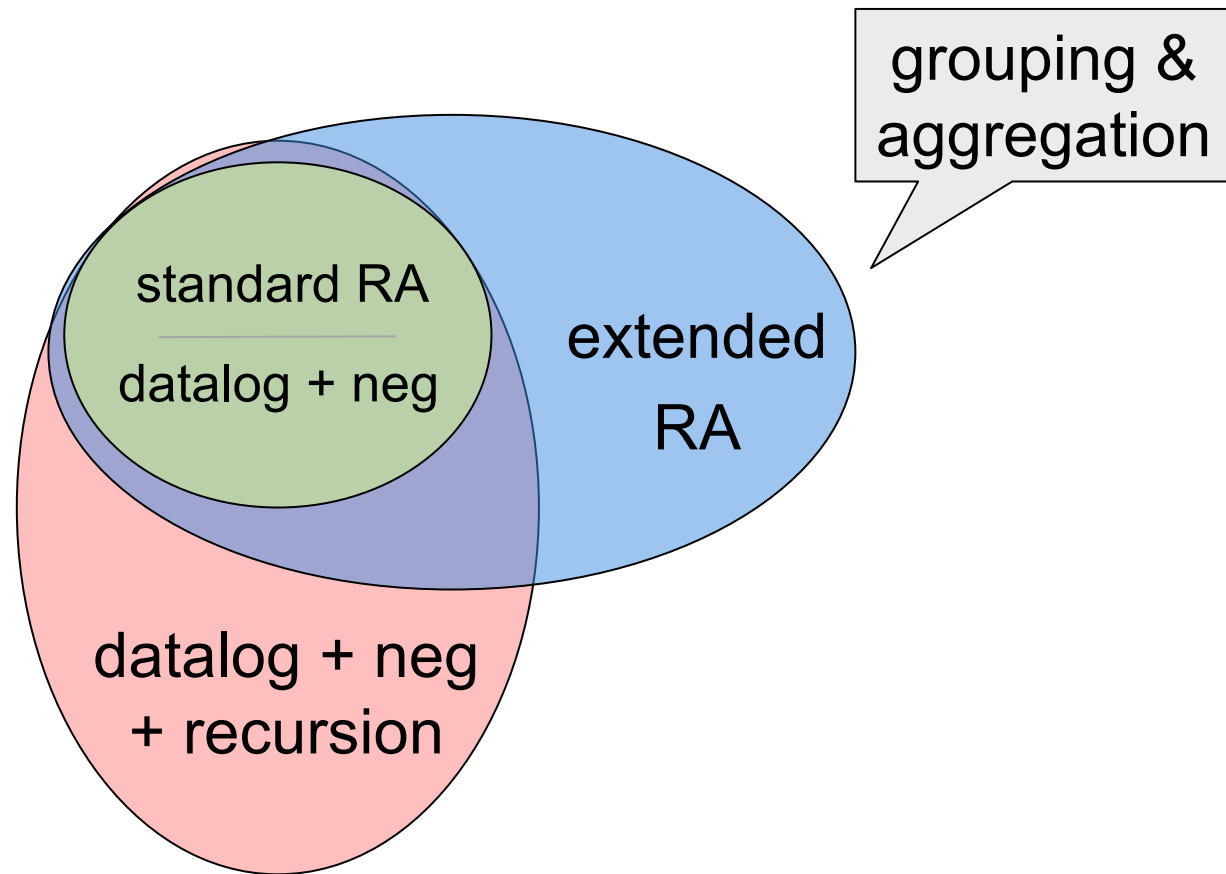 grouping &
aggregation
standard RA
datalog + neg
extended
RA
datalog + neg
+ recursion